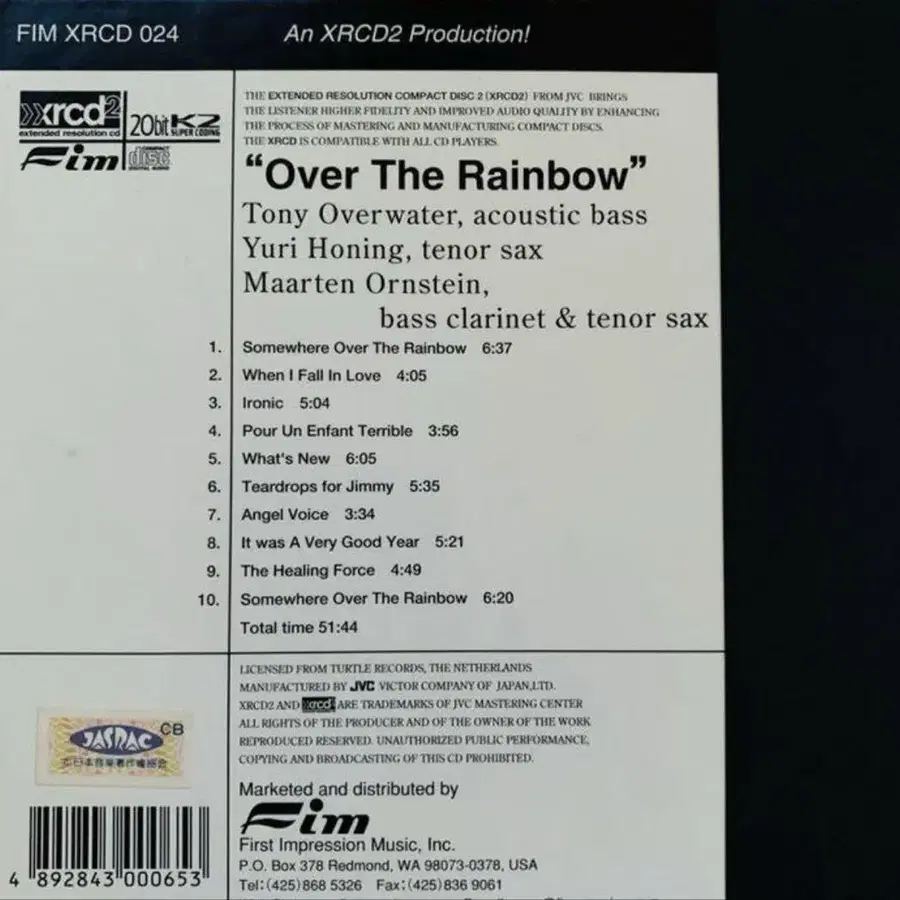 FIM XRCD 024 An XRCD2 Production!
xrcd2
extended resolution cd
20bit K2
SUPER CODING
Fim
COMPACT
disc
DIGITAL AUDIO
THE EXTENDED RESOLUTION COMPACT DISC 2 (XRCD2) FROM JVC BRINGS
THE LISTENER HIGHER FIDELITY AND IMPROVED AUDIO QUALITY BY ENHANCING
THE PROCESS OF MASTERING AND MANUFACTURING COMPACT DISCS.
THE XRCD IS COMPATIBLE WITH ALL CD PLAYERS.
“Over The Rainbow”
Tony Overwater, acoustic bass
Yuri Honing, tenor sax
Maarten Ornstein,
bass clarinet & tenor sax
1. Somewhere Over The Rainbow 6:37
2. When I Fall In Love 4:05
3. Ironic 5:04
4. Pour Un Enfant Terrible 3:56
5. What's New 6:05
6. Teardrops for Jimmy 5:35
7. Angel Voice 3:34
8. It was A Very Good Year 5:21
9. The Healing Force 4:49
10. Somewhere Over The Rainbow 6:20
Total time 51:44
LICENSED FROM TURTLE RECORDS, THE NETHERLANDS
MANUFACTURED BY JVC VICTOR COMPANY OF JAPAN,LTD.
XRCD2 AND xrcd2 ARE TRADEMARKS OF JVC MASTERING CENTER
ALL RIGHTS OF THE PRODUCER AND OF THE OWNER OF THE WORK
REPRODUCED RESERVED. UNAUTHORIZED PUBLIC PERFORMANCE,
COPYING AND BROADCASTING OF THIS CD PROHIBITED.
CB
JASRAC
Marketed and distributed by
Fim
First Impression Music, Inc.
P.O. Box 378 Redmond, WA 98073-0378, USA
Tel:(425)868 5326 Fax:(425)836 9061
4 892843 000653